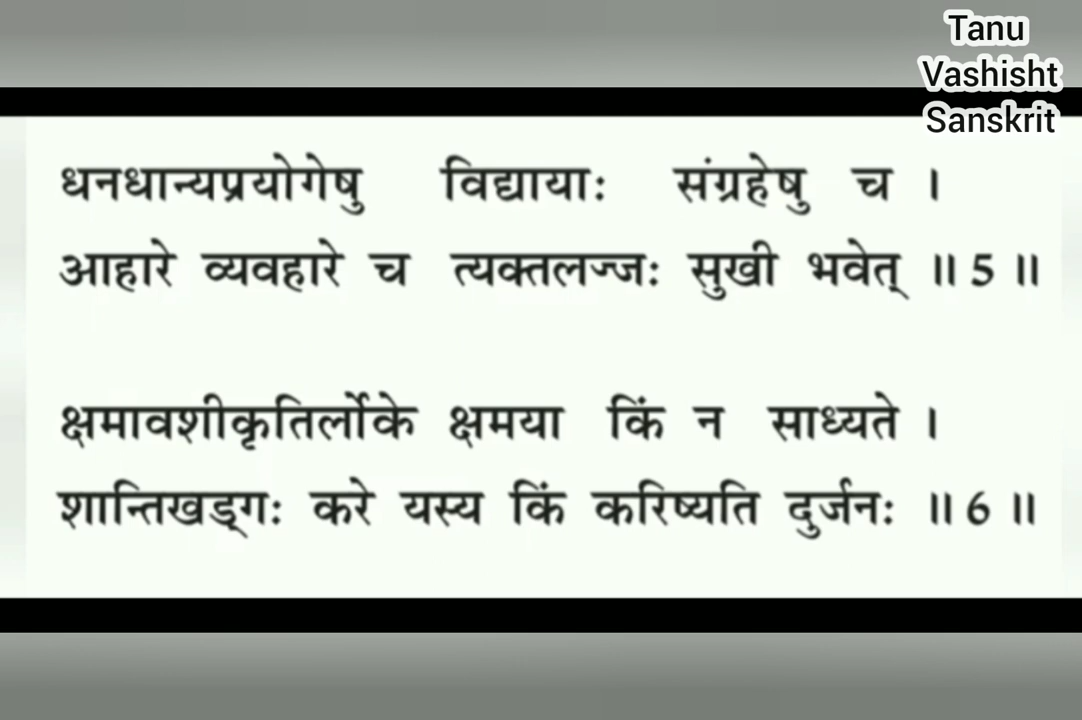 Tanu
Vashisht
Sanskrit
धनधान्यप्रयोगेषु विद्यायाः संग्रहेषु च ।
आहारे व्यवहारे च त्यक्तलज्जः सुखी भवेत् ॥ 5 ॥
क्षमावशीकृतिर्लोके क्षमया किं न साध्यते ।
शान्तिखड्गः करे यस्य किं करिष्यति दुर्जनः ॥ 6 ॥